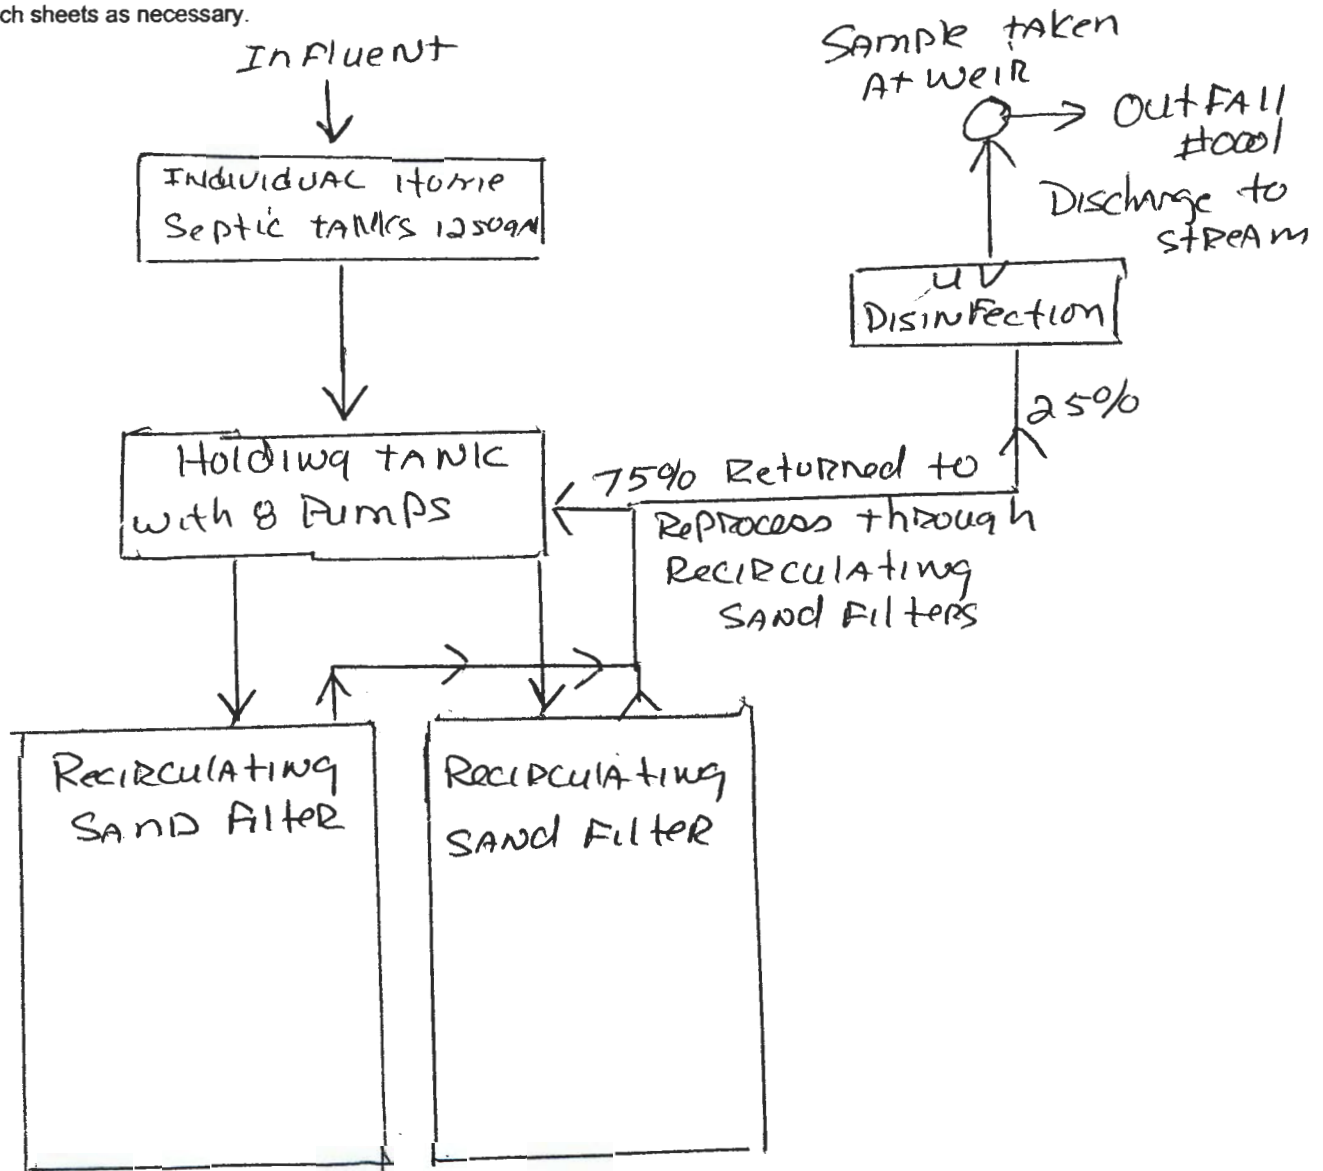 ch sheets as necessary.
Influent
Individual Home
Septic tanks 1250gal
Holding tank
with 8 Pumps
Recirculating
Sand Filter
Recirculating
Sand Filter
75% Returned to
Reprocess through
Recirculating
Sand Filters
25%
UV
Disinfection
Sample taken
At Weir
Outfall
#0001
Discharge to
Stream